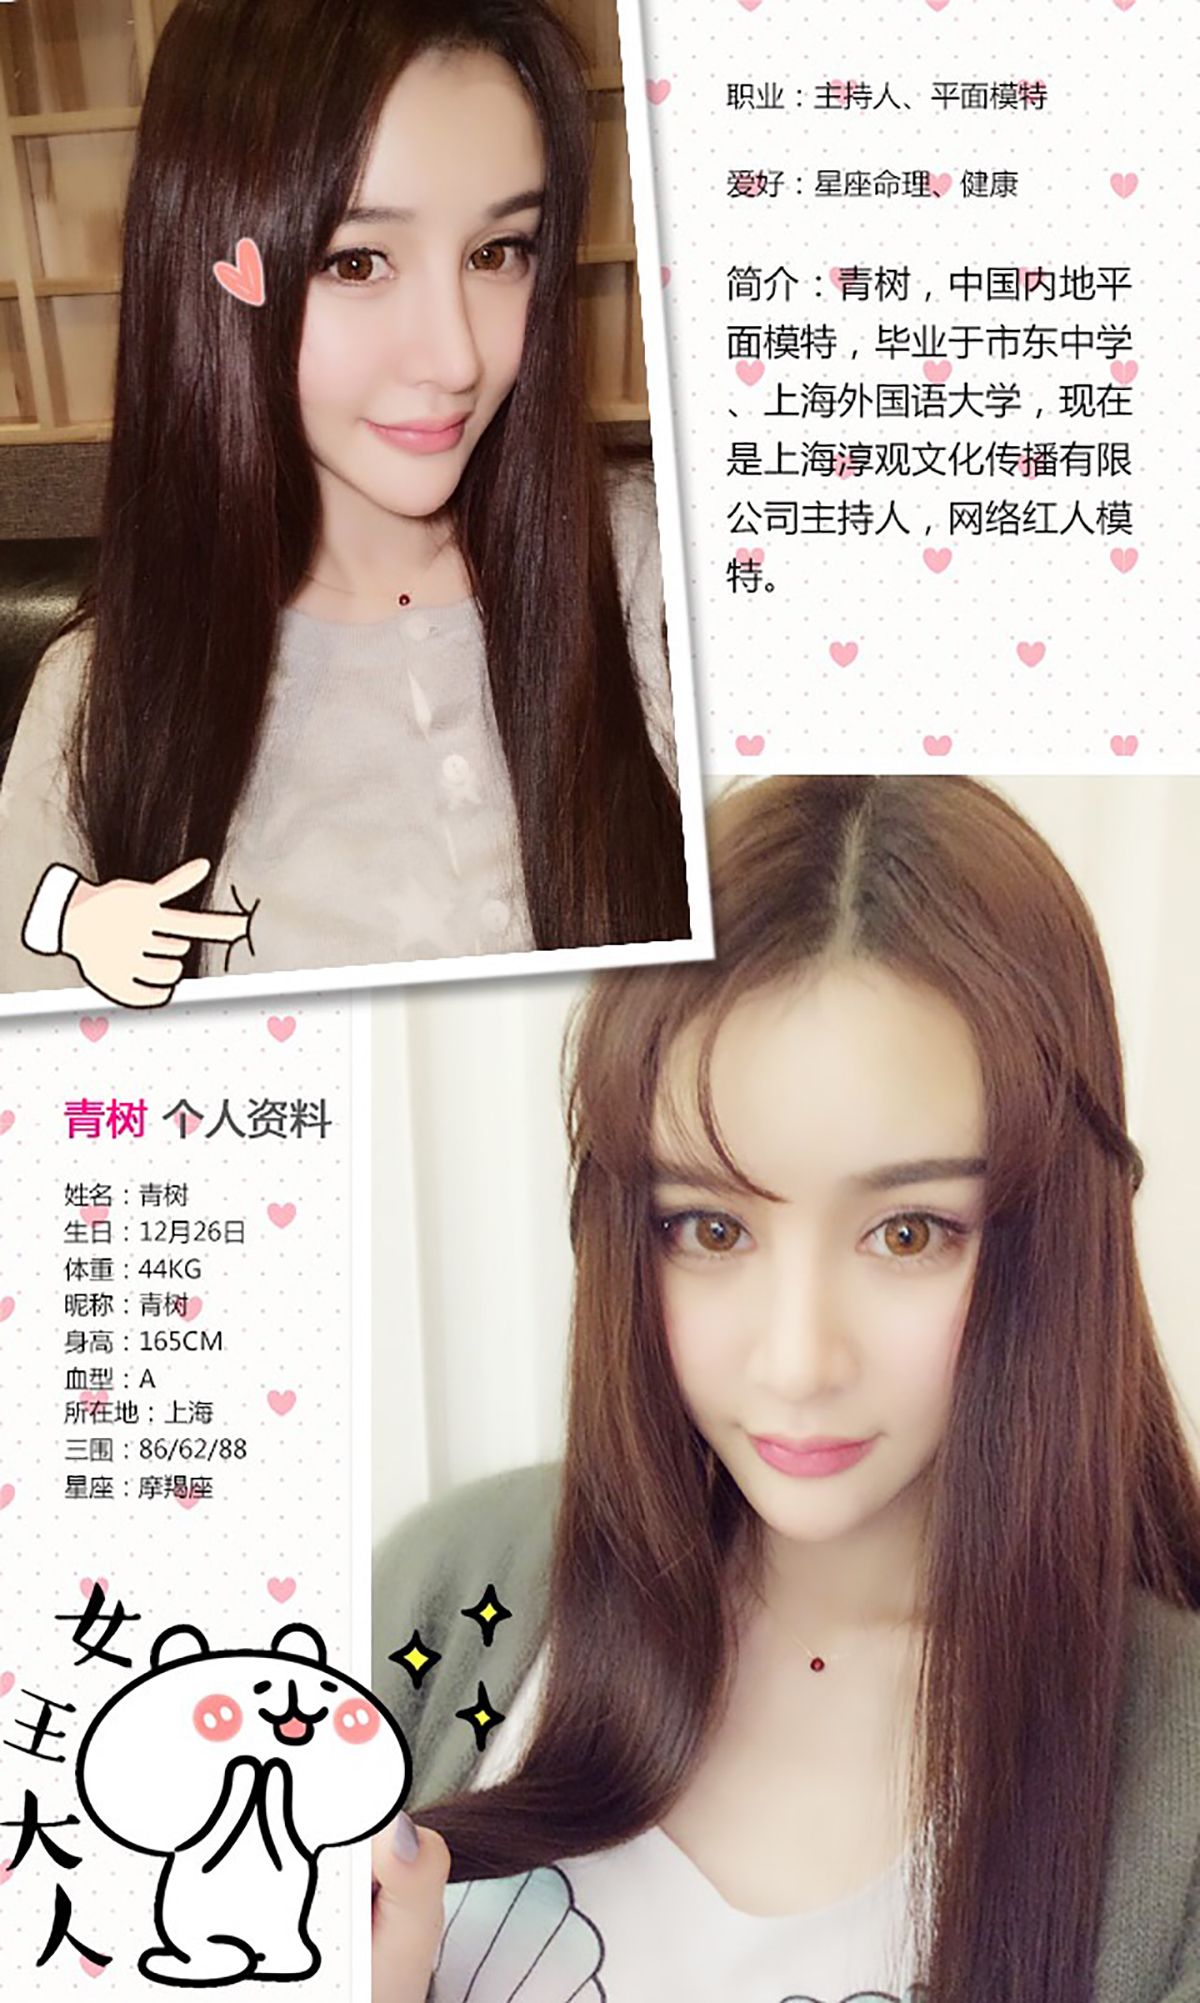 职业：主持人、平面模特
爱好：星座命理、健康
简介：青树，中国内地平
面模特，毕业于市东中学
、上海外国语大学，现在
是上海淳观文化传播有限
公司主持人，网络红人模
特。
青树 个人资料
姓名：青树
生日：12月26日
体重：44KG
昵称：青树
身高：165CM
血型：A
所在地：上海
三围：86/62/88
星座：摩羯座
女王大人